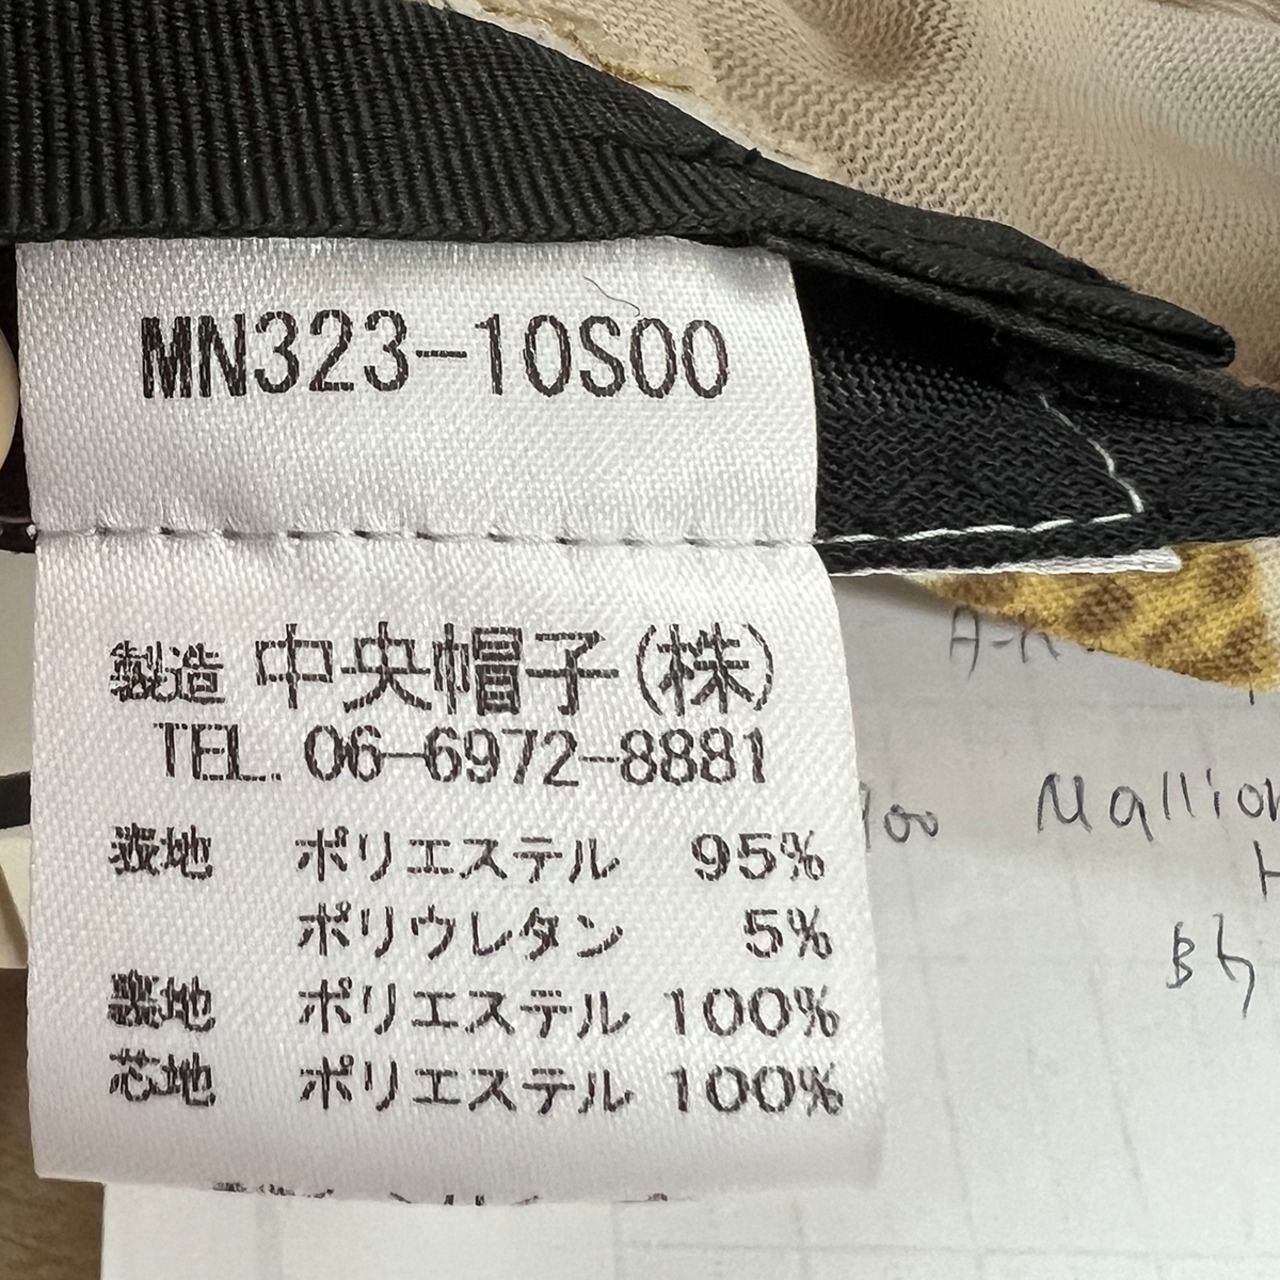 MN323-10S00
製造 中央帽子(株)
TEL. 06-6972-8881
表地 ポリエステル 95%
ポリウレタン 5%
裏地 ポリエステル 100%
芯地 ポリエステル 100%